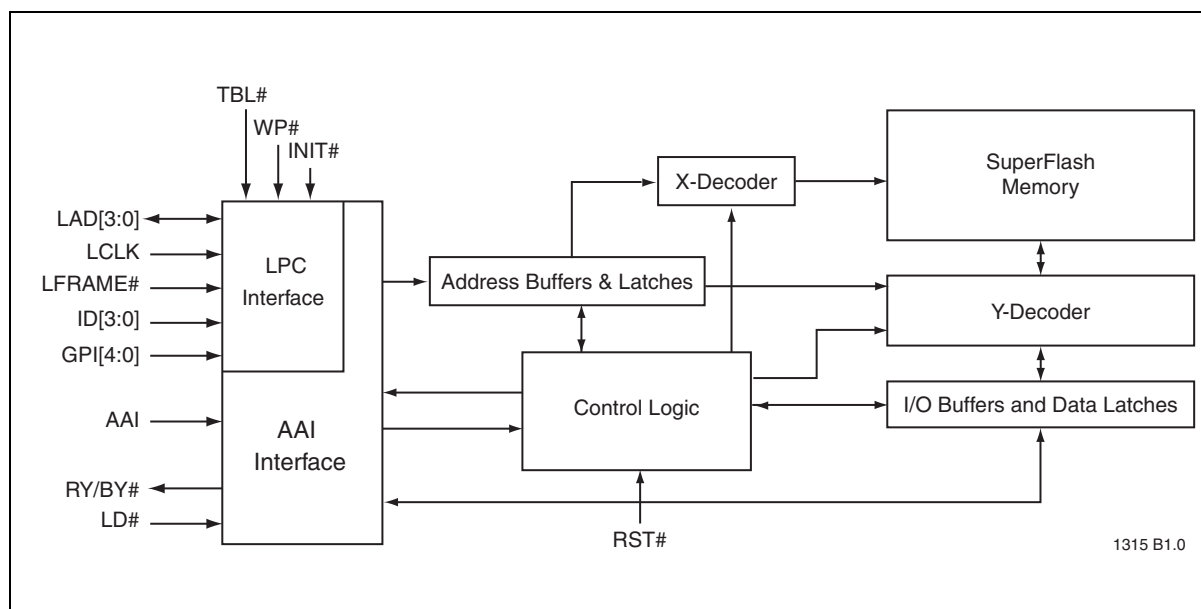 TBL#
WP#
INIT#
LAD[3:0]
LCLK
LFRAME#
ID[3:0]
GPI[4:0]
AAI
RY/BY#
LD#
LPC
Interface
AAI
Interface
Address Buffers & Latches
X-Decoder
SuperFlash
Memory
Y-Decoder
Control Logic
I/O Buffers and Data Latches
RST#
1315 B1.0